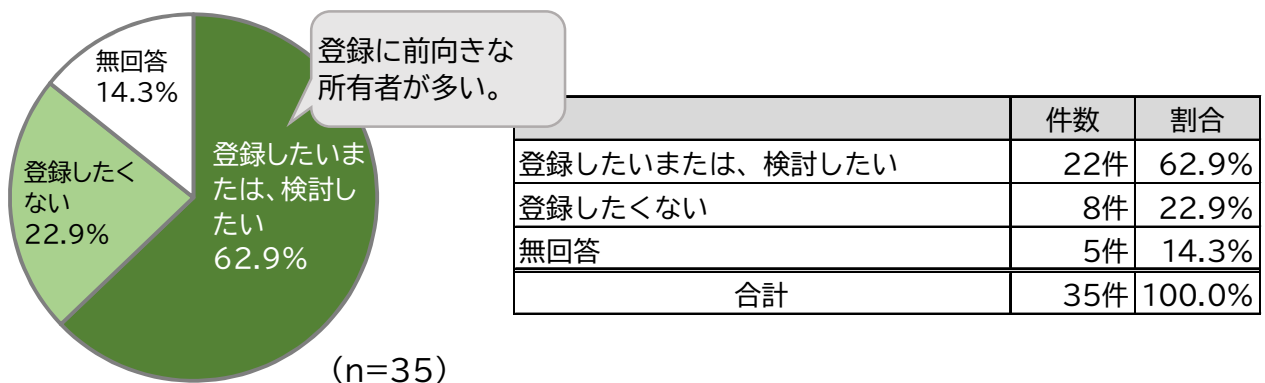 無回答
14.3%
登録に前向きな
所有者が多い。
登録したくない
ない
22.9%
登録したいま
たは、検討し
たい
62.9%
(n=35)
件数 割合
登録したいまたは、検討したい 22件 62.9%
登録したくない 8件 22.9%
無回答 5件 14.3%
合計 35件 100.0%